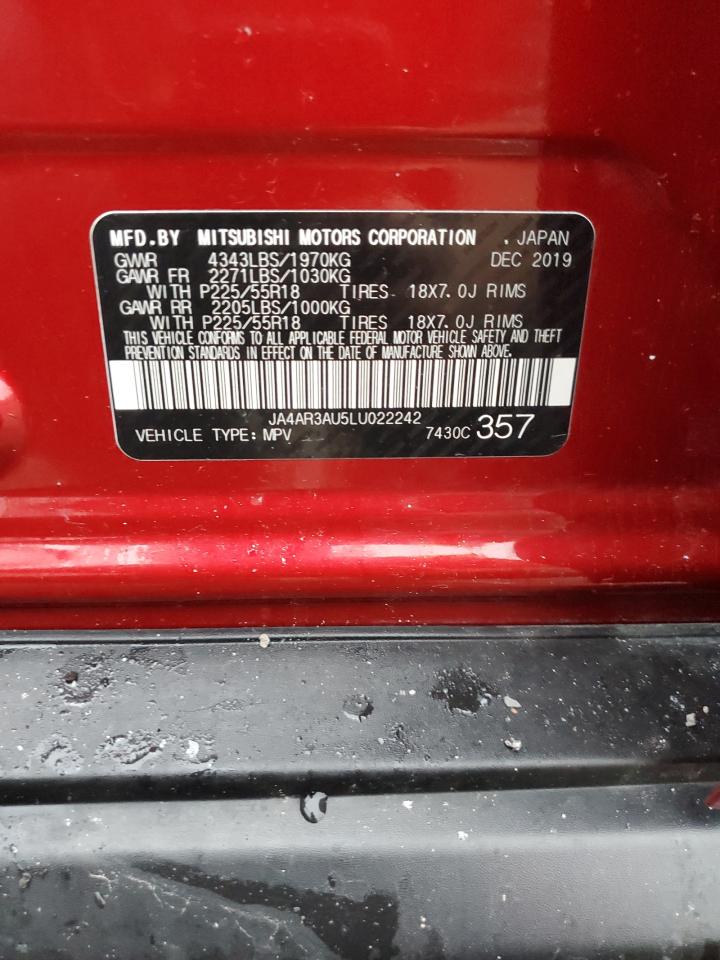 MFD.BY MITSUBISHI MOTORS CORPORATION . JAPAN
GVWR 4343LBS/1970KG DEC 2019
GAWR FR 2271LBS/1030KG
WITH P225/55R18 TIRES 18X7.0J RIMS
GAWR RR 2205LBS/1000KG
WITH P225/55R18 TIRES 18X7.0J RIMS
THIS VEHICLE CONFORMS TO ALL APPLICABLE FEDERAL MOTOR VEHICLE SAFETY AND THEFT
PREVENTION STANDARDS IN EFFECT ON THE DATE OF MANUFACTURE SHOWN ABOVE.
JA4AR3AU5LU022242
VEHICLE TYPE: MPV 7430C 357